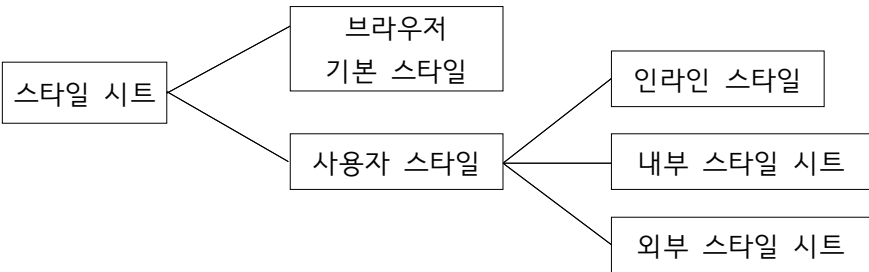 스타일 시트
브라우저
기본 스타일
사용자 스타일
인라인 스타일
내부 스타일 시트
외부 스타일 시트